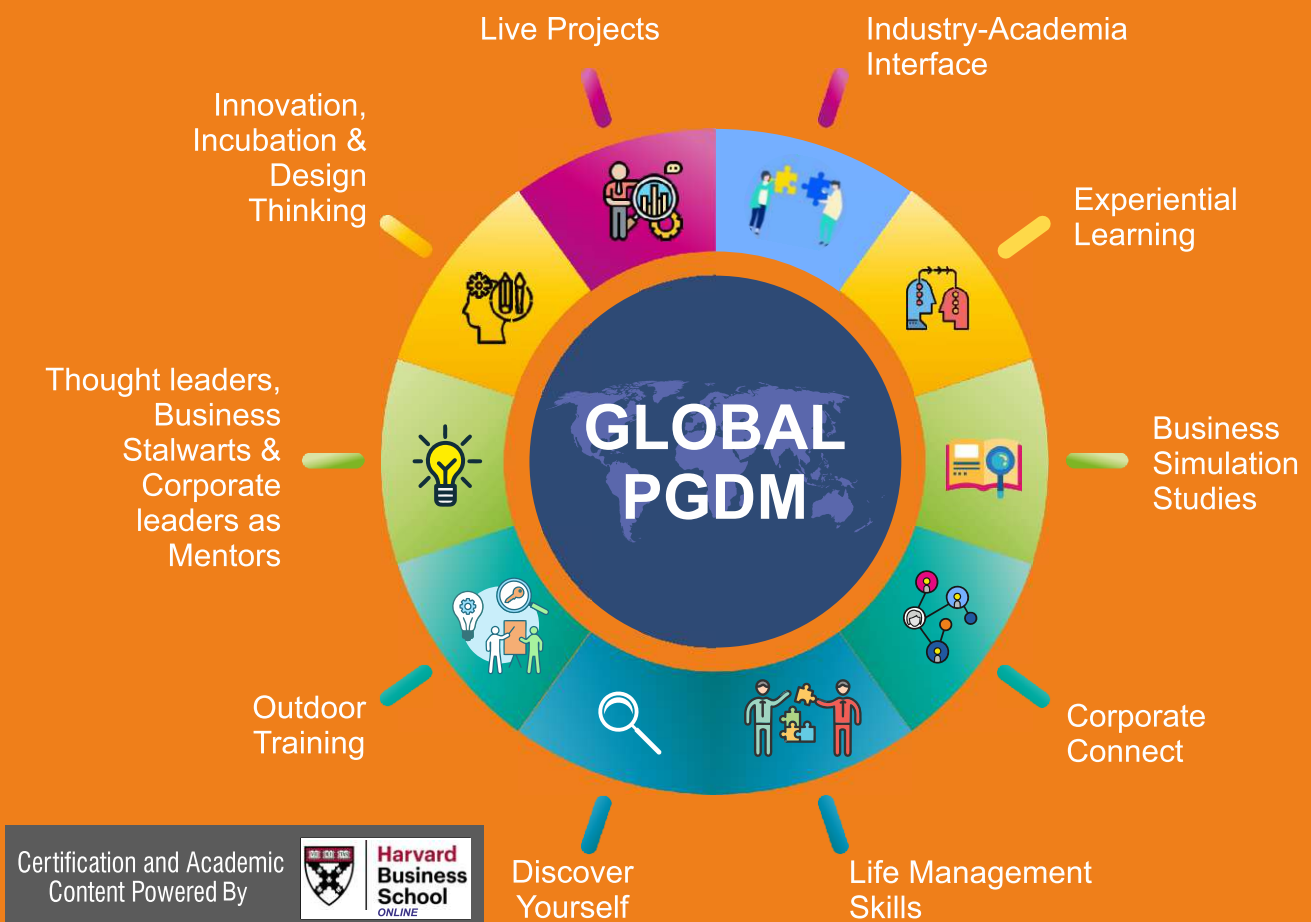 Live Projects
Industry-Academia
Interface
Innovation,
Incubation &
Design
Thinking
Experiential
Learning
Thought leaders,
Business
Stalwarts &
Corporate
leaders as
Mentors
GLOBAL
PGDM
Business
Simulation
Studies
Outdoor
Training
Corporate
Connect
Discover
Yourself
Life Management
Skills
Certification and Academic
Content Powered By
Harvard
Business
School
ONLINE